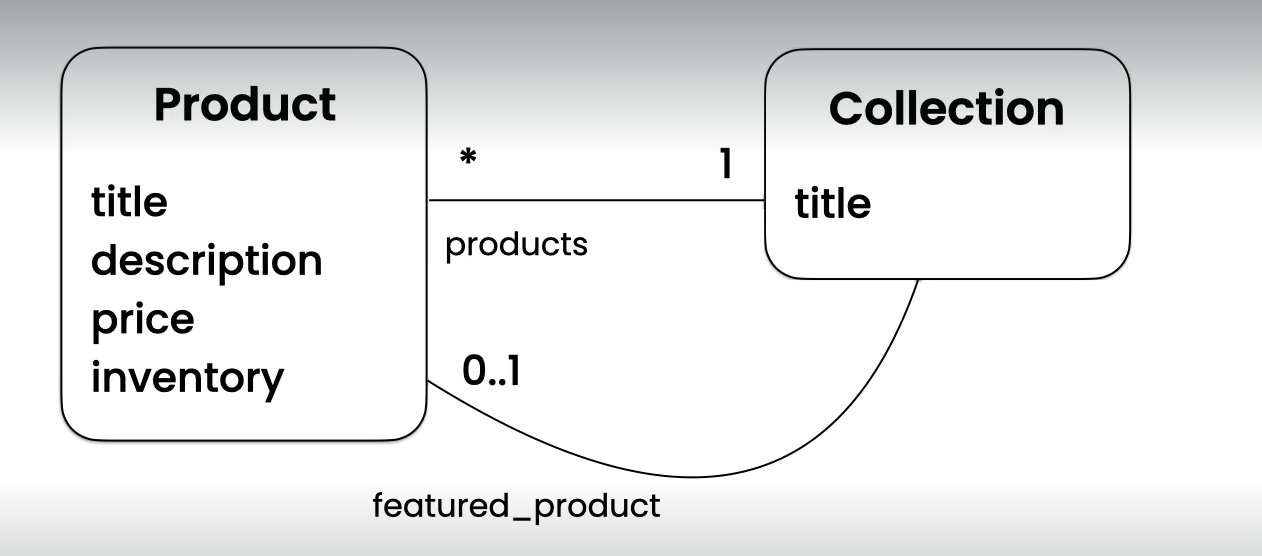 Product
title
description
price
inventory
*
1
products
0..1
featured_product
Collection
title